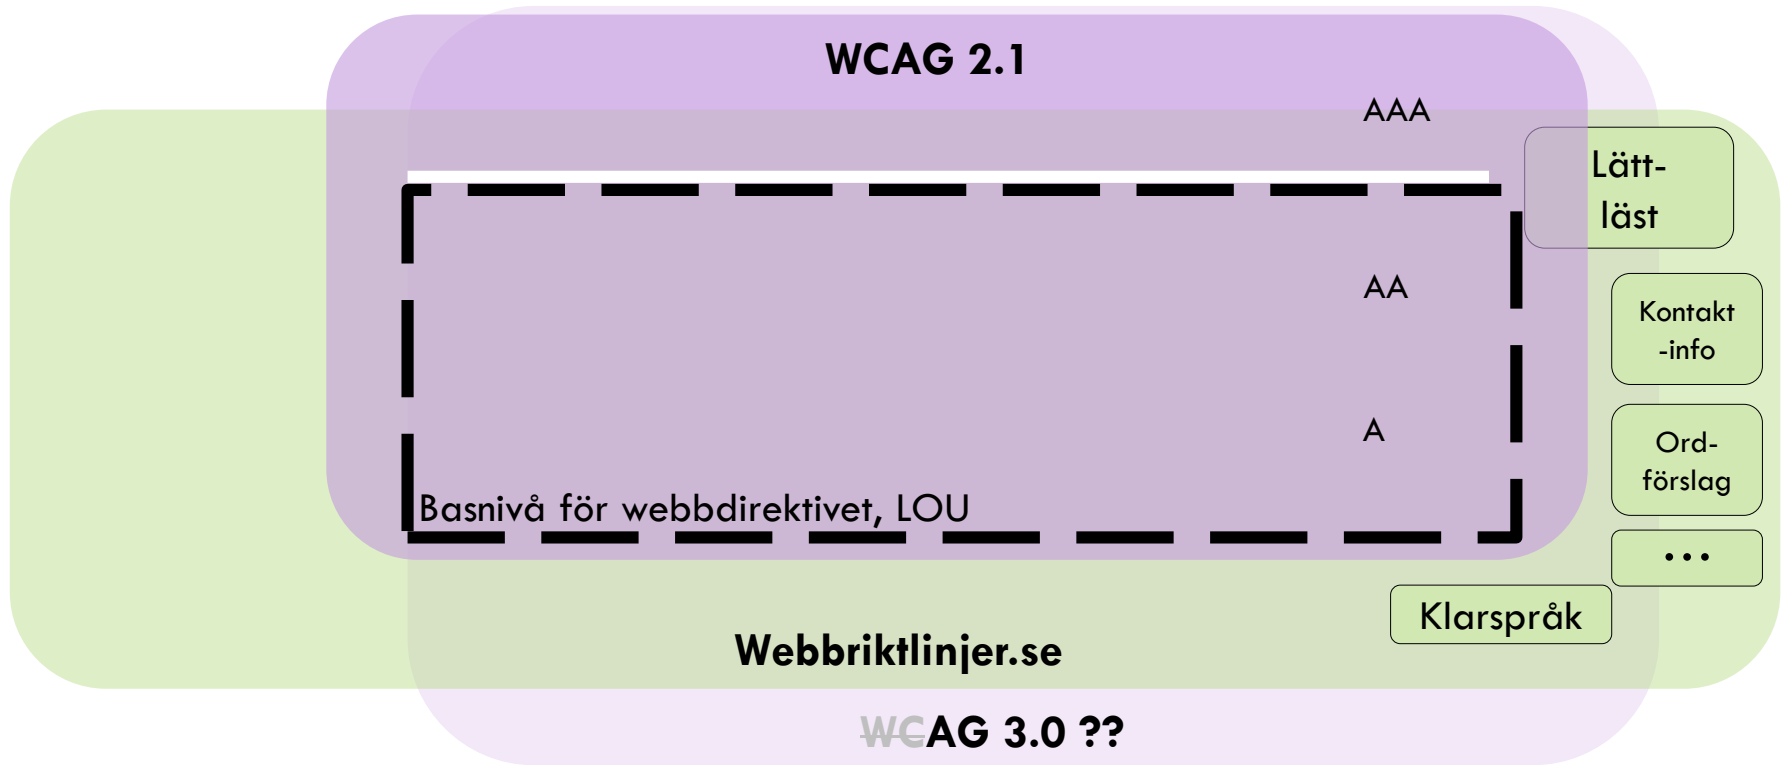 WCAG 2.1
AAA
Lätt-
läst
AA
Kontakt
-info
A
Ord-
förslag
Basnivå för webbdirektivet, LOU
...
Klarspråk
Webbriktlinjer.se
WCAG 3.0 ??